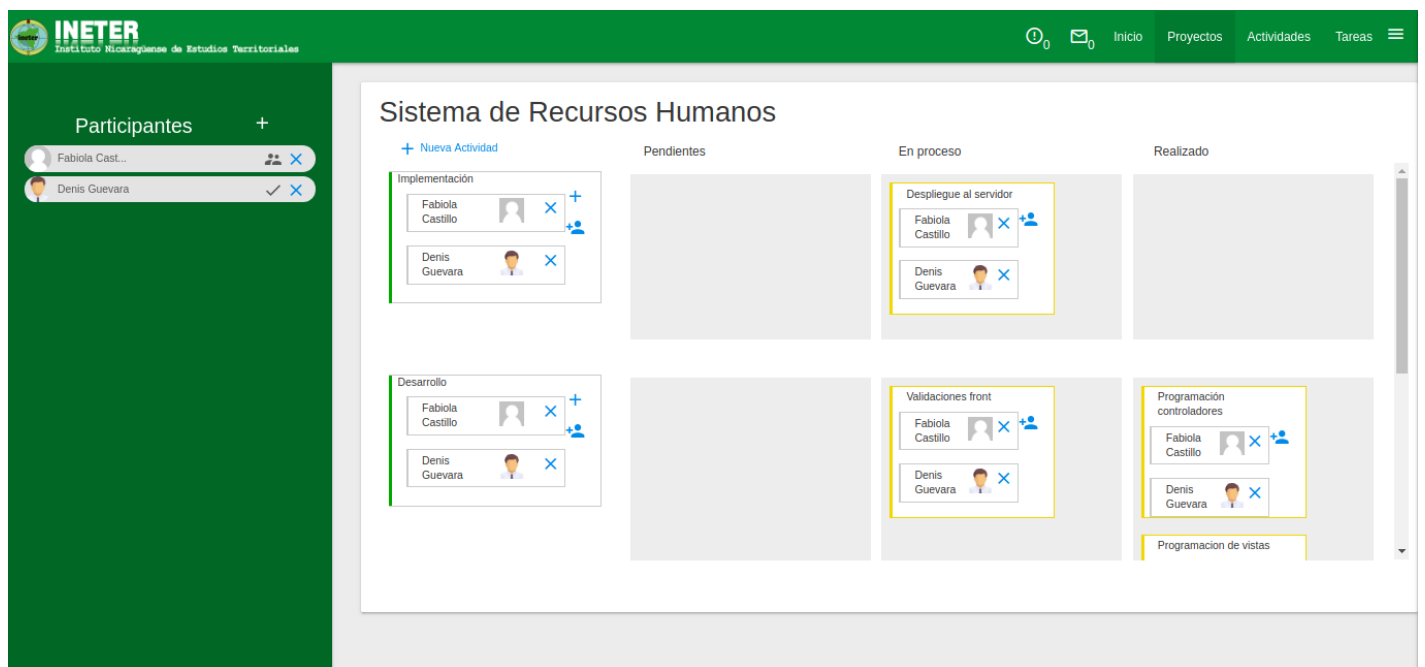 INETER
Instituto Nicaragüense de Estudios Territoriales
0
0
Inicio
Proyectos
Actividades
Tareas
Participantes +
Fabiola Cast...
Denis Guevara
Sistema de Recursos Humanos
+ Nueva Actividad
Pendientes
En proceso
Realizado
Implementación
Fabiola
Castillo
Denis
Guevara
Despliegue al servidor
Fabiola
Castillo
Denis
Guevara
Desarrollo
Fabiola
Castillo
Denis
Guevara
Validaciones front
Fabiola
Castillo
Denis
Guevara
Programación
controladores
Fabiola
Castillo
Denis
Guevara
Programacion de vistas